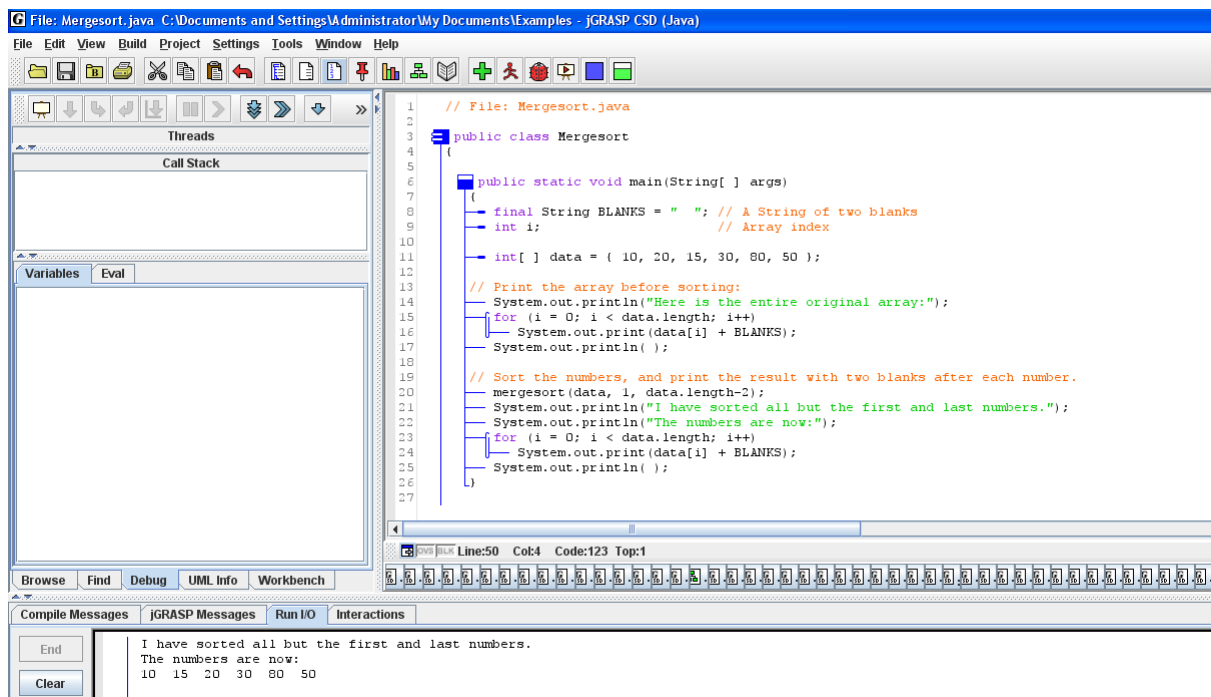 File: Mergesort.java C:\Documents and Settings\Administrator\My Documents\Examples - jGRASP CSD (Java)
File Edit View Build Project Settings Tools Window Help
Threads
Call Stack
Variables Eval
Browse Find Debug UML Info Workbench
1 // File: Mergesort.java
2
3 public class Mergesort
4 {
5
6 public static void main(String[ ] args)
7 {
8 final String BLANKS = "  "; // A String of two blanks
9 int i; // Array index
10
11 int[ ] data = { 10, 20, 15, 30, 80, 50 };
12
13 // Print the array before sorting:
14 System.out.println("Here is the entire original array:");
15 for (i = 0; i < data.length; i++)
16 System.out.print(data[i] + BLANKS);
17 System.out.println( );
18
19 // Sort the numbers, and print the result with two blanks after each number.
20 mergesort(data, 1, data.length-2);
21 System.out.println("I have sorted all but the first and last numbers.");
22 System.out.println("The numbers are now:");
23 for (i = 0; i < data.length; i++)
24 System.out.print(data[i] + BLANKS);
25 System.out.println( );
26 }
27
OVS BLK Line:50 Col:4 Code:123 Top:1
Compile Messages jGRASP Messages Run I/O Interactions
End
Clear
I have sorted all but the first and last numbers.
The numbers are now:
10 15 20 30 80 50